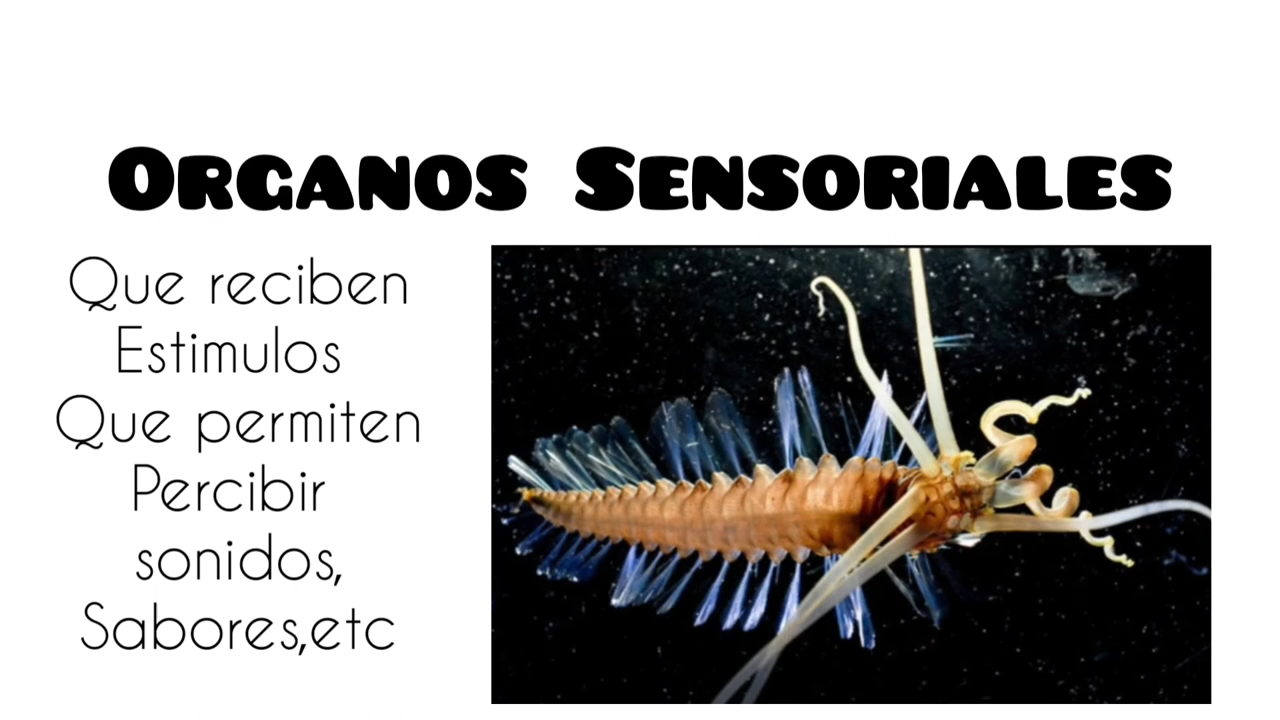 Organos Sensoriales
Que reciben
Estimulos
Que permiten
Percibir
sonidos,
Sabores,etc